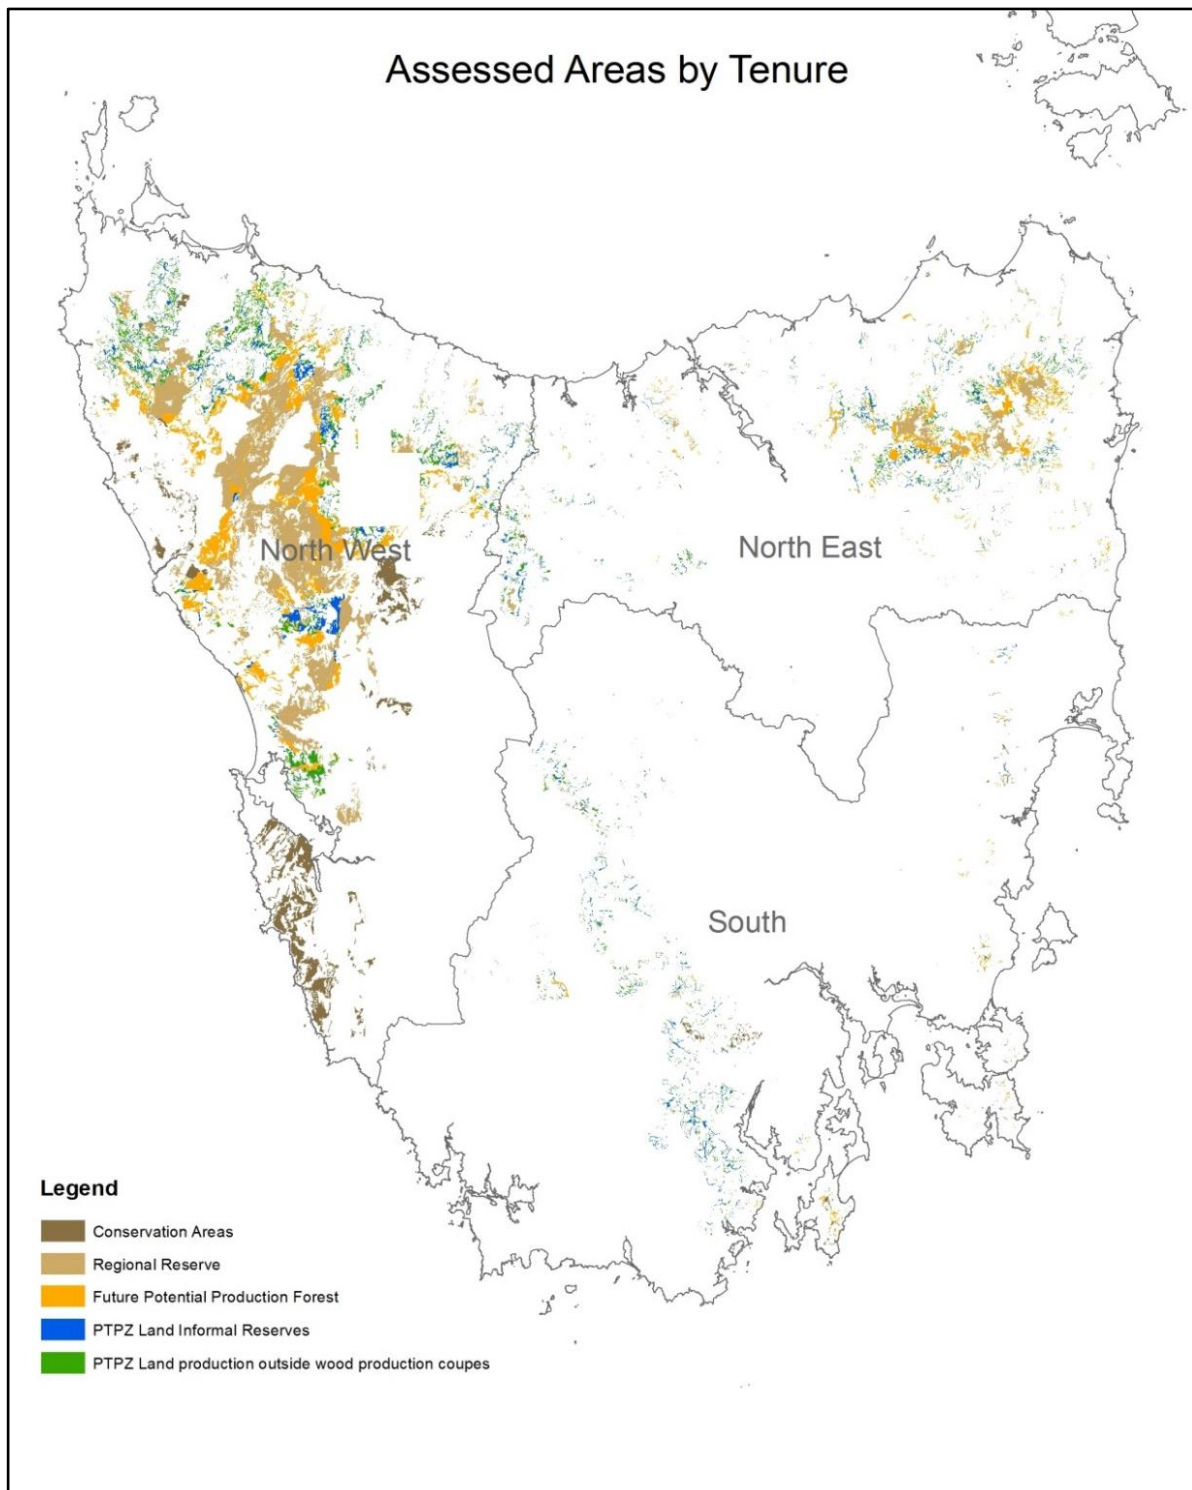 Assessed Areas by Tenure
North West
North East
South
Legend
Conservation Areas
Regional Reserve
Future Potential Production Forest
PTPZ Land Informal Reserves
PTPZ Land production outside wood production coupes